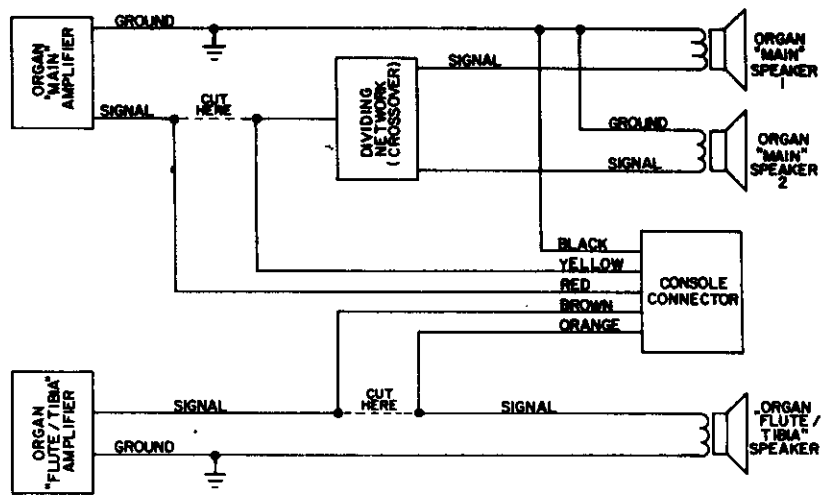 GROUND
ORGAN
"MAIN"
AMPLIFIER
SIGNAL
CUT
HERE
DIVIDING
NETWORK
(CROSSOVER)
SIGNAL
ORGAN
"MAIN"
SPEAKER
1
GROUND
SIGNAL
ORGAN
"MAIN"
SPEAKER
2
BLACK
YELLOW
RED
BROWN
ORANGE
CONSOLE
CONNECTOR
ORGAN
"FLUTE/TIBIA"
AMPLIFIER
SIGNAL
CUT
HERE
SIGNAL
GROUND
"ORGAN
FLUTE/
TIBIA"
SPEAKER